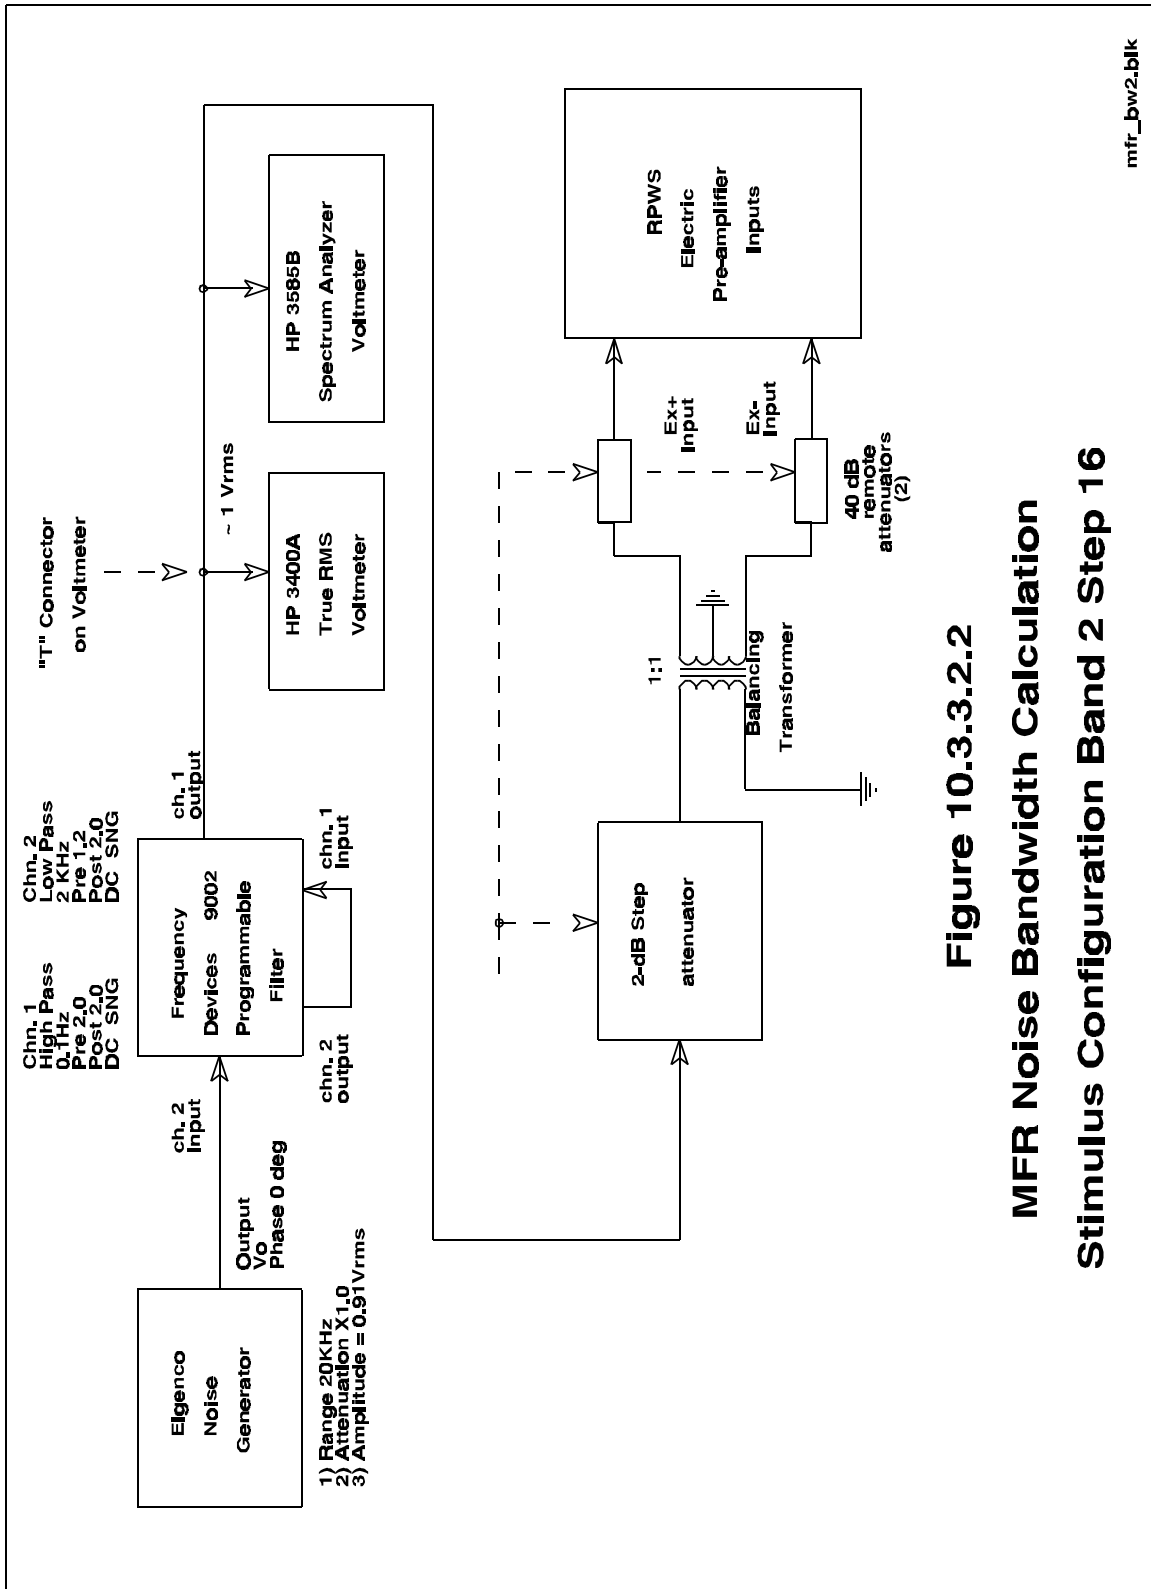 Chn. 1
High Pass
0.1Hz
Pre 2.0
Post 2.0
DC SNG
Chn. 2
Low Pass
2 KHz
Pre 1.2
Post 2.0
DC SNG
"T" Connector
on Voltmeter
Elgenco
Noise
Generator
1) Range 20KHz
2) Attenuation X1.0
3) Amplitude = 0.91Vrms
Output
Vo
Phase 0 deg
ch. 2
Input
Frequency
Devices 9002
Programmable
Filter
chn. 2
output
chn. 1
Input
ch. 1
output
HP 3400A
True RMS
Voltmeter
~ 1 Vrms
HP 3585B
Spectrum Analyzer
Voltmeter
2-dB Step
attenuator
1:1
Balancing
Transformer
Ex+
Input
Ex-
Input
40 dB
remote
attenuators
(2)
RPWS
Electric
Pre-amplifier
Inputs
Figure 10.3.3.2.2
MFR Noise Bandwidth Calculation
Stimulus Configuration Band 2 Step 16
mfr_bw2.blk